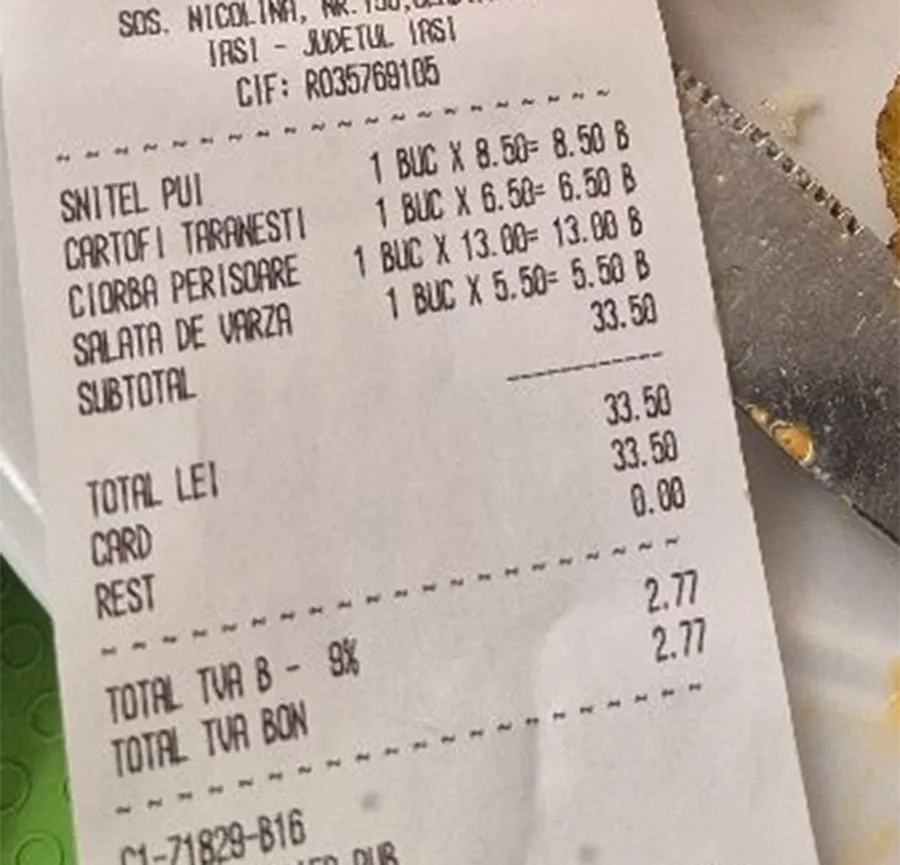 SOS. NICOLINA, NR.
IASI - JUDETUL IASI
CIF: RO35769105
~ ~ ~ ~ ~ ~ ~ ~ ~ ~ ~ ~ ~ ~ ~ ~ ~ ~ ~ ~
SNITEL PUI 1 BUC X 8.50= 8.50 B
CARTOFI TARANESTI 1 BUC X 6.50= 6.50 B
CIORBA PERISOARE 1 BUC X 13.00= 13.00 B
SALATA DE VARZA 1 BUC X 5.50= 5.50 B
SUBTOTAL 33.50
-----------
TOTAL LEI 33.50
CARD 33.50
REST 0.00
~ ~ ~ ~ ~ ~ ~ ~ ~ ~ ~ ~ ~ ~ ~ ~ ~ ~ ~ ~
TOTAL TVA B - 9% 2.77
TOTAL TVA BON 2.77
~ ~ ~ ~ ~ ~ ~ ~ ~ ~ ~ ~ ~ ~ ~ ~ ~ ~ ~ ~
C1-71829-B16
PUB